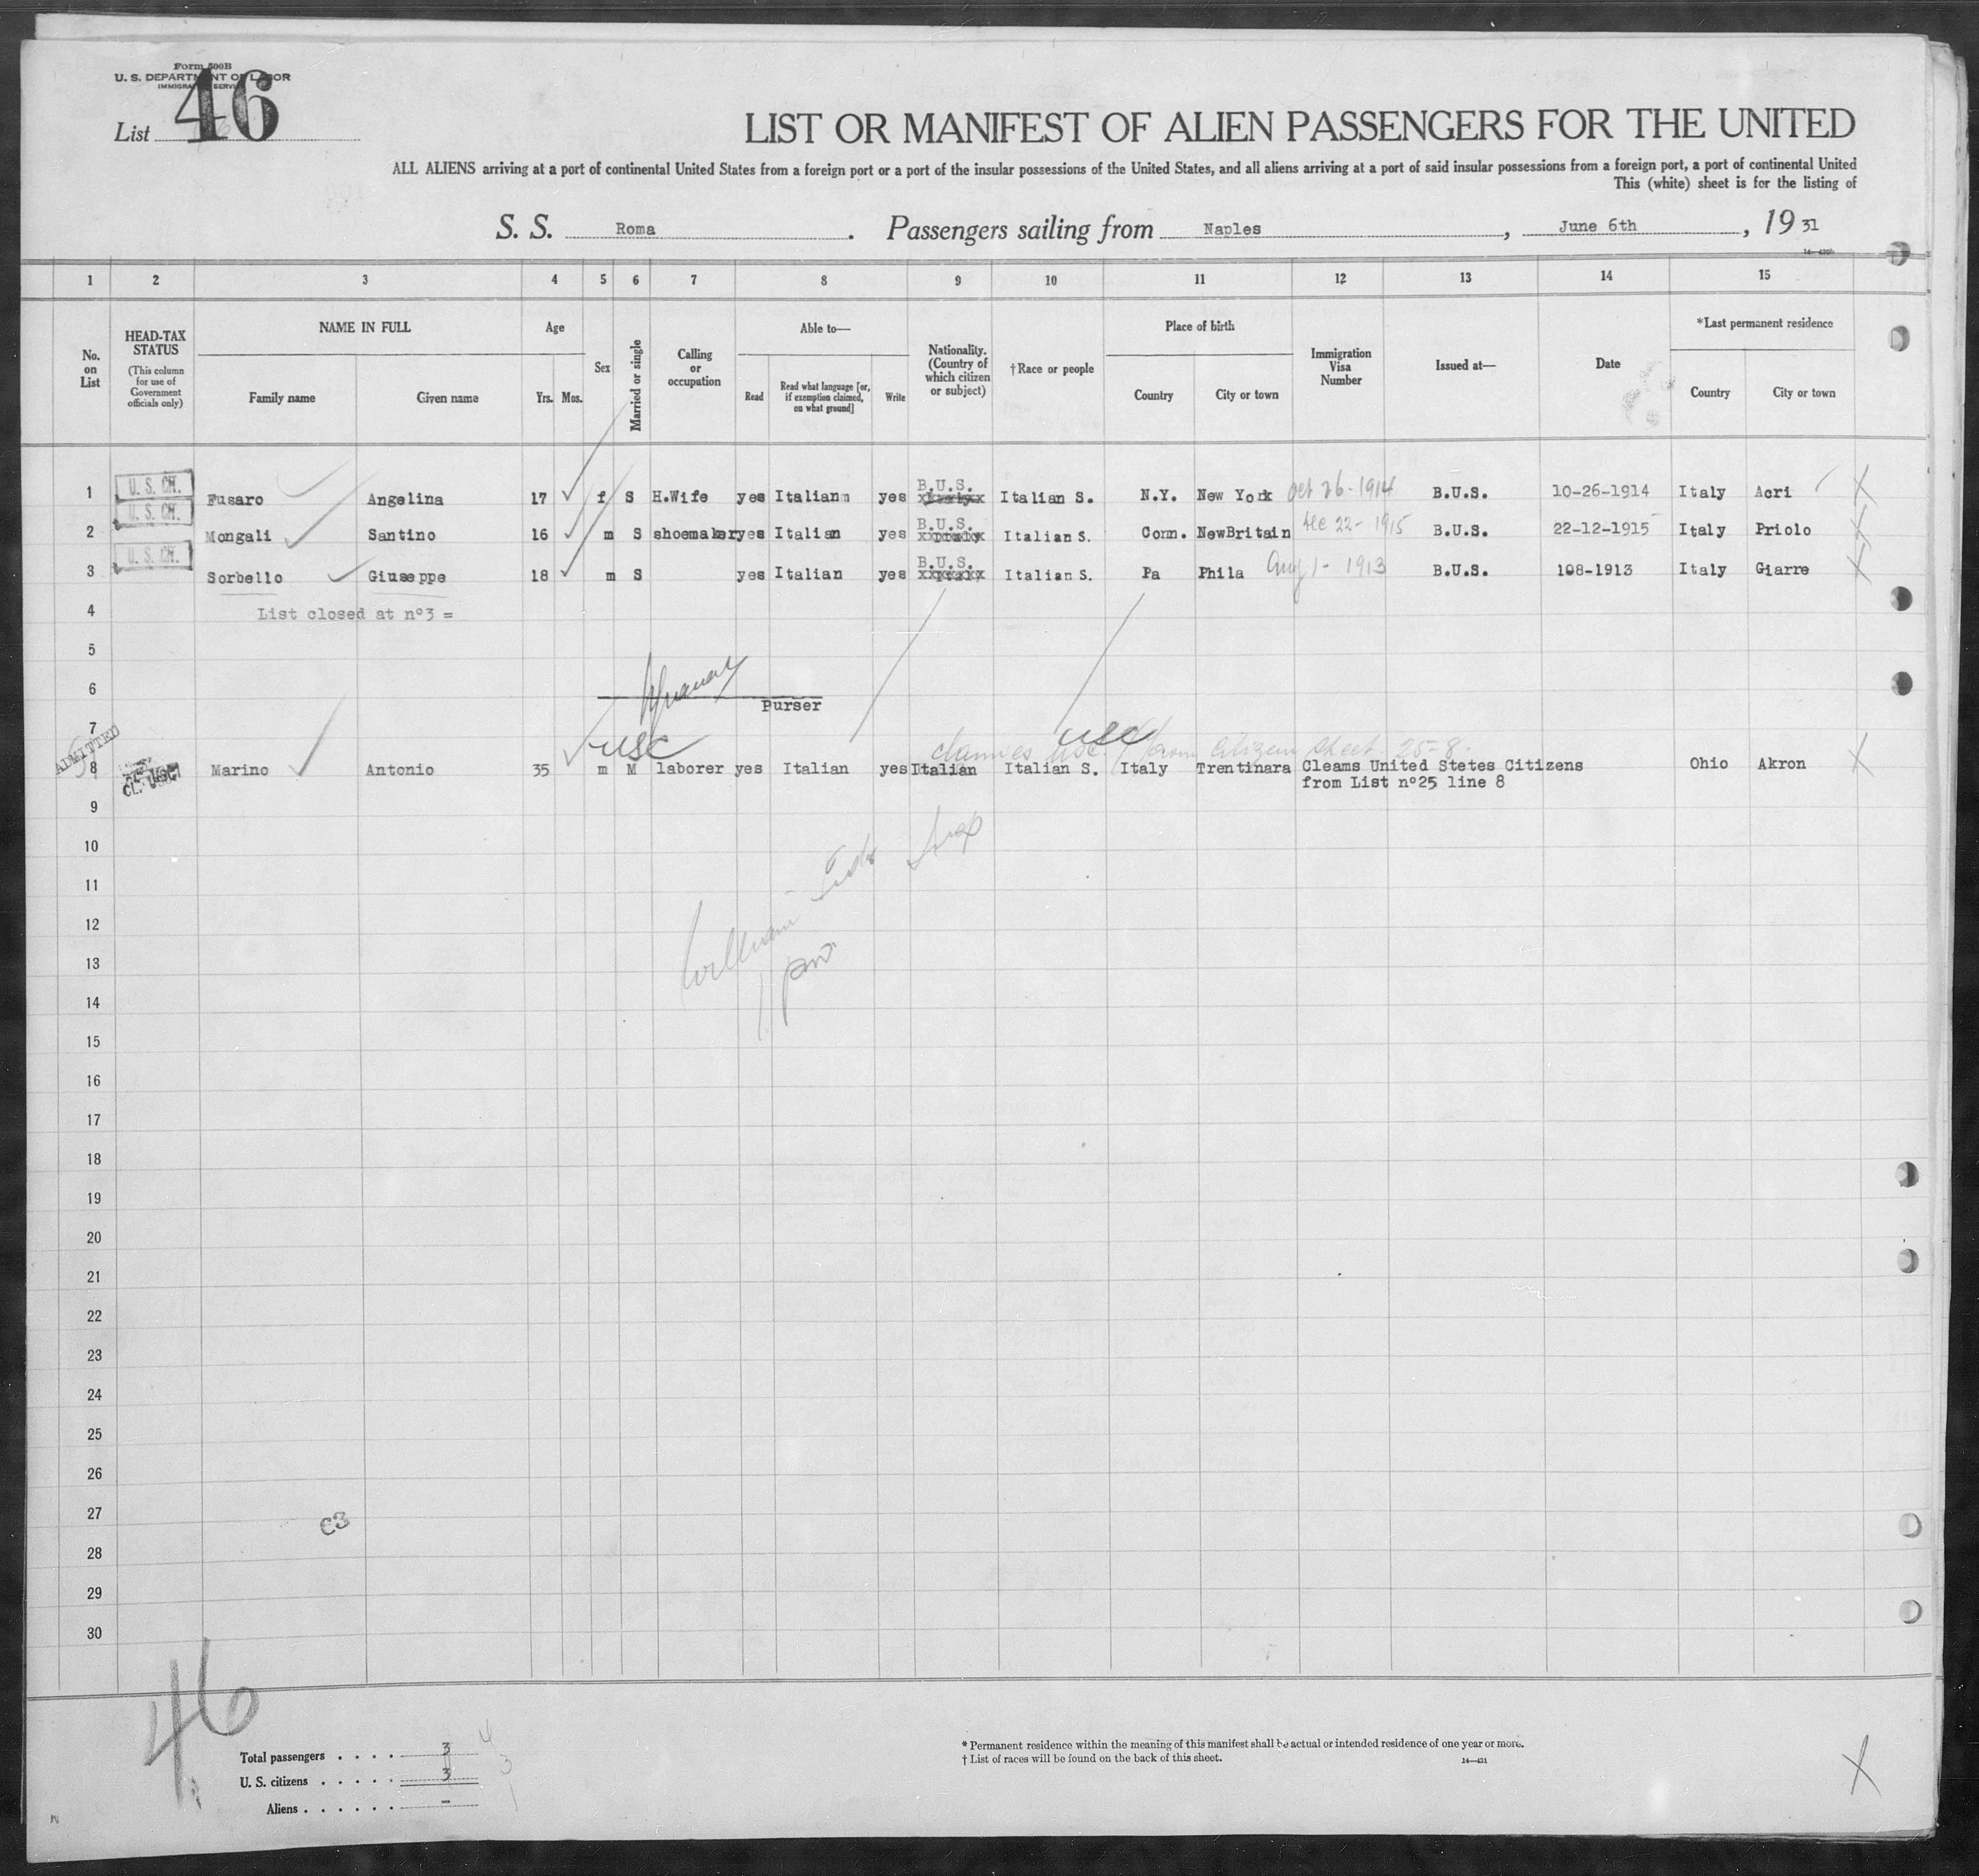 Form 500B
U. S. DEPARTMENT OF LABOR
IMMIGRATION SERVICE
List 46
LIST OR MANIFEST OF ALIEN PASSENGERS FOR THE UNITED
ALL ALIENS arriving at a port of continental United States from a foreign port or a port of the insular possessions of the United States, and all aliens arriving at a port of said insular possessions from a foreign port, a port of continental United
This (white) sheet is for the listing of
S. S. Roma. Passengers sailing from Naples, June 6th, 19 31
1 2 3 4 5 6 7 8 9 10 11 12 13 14 15
No. on List
HEAD-TAX STATUS
(This column for use of Government officials only)
NAME IN FULL
Family name Given name
Age
Yrs. Mos.
Sex
Married or single
Calling or occupation
Able to—
Read Read what language [or, if exemption claimed, on what ground] Write
Nationality. (Country of which citizen or subject)
†Race or people
Place of birth
Country City or town
Immigration Visa Number
Issued at—
Date
*Last permanent residence
Country City or town
1 U. S. CH. Fusaro Angelina 17 f S H.Wife yes Italian yes B.U.S. Italian S. N.Y. New York Oct 26-1914 B.U.S. 10-26-1914 Italy Acri X
2 U. S. CH. Mongali Santino 16 m S shoemaker yes Italian yes B.U.S. Italian S. Conn. NewBritain Dec 22-1915 B.U.S. 22-12-1915 Italy Priolo X
3 U. S. CH. Sorbello Giuseppe 18 m S yes Italian yes B.U.S. Italian S. Pa Phila Aug 1-1913 B.U.S. 108-1913 Italy Giarre X
4 List closed at nº3 =
5
6
Purser
7
ADMITTED
USC usc from Citizen Sheet 25-8.
8 CL. USC Marino Antonio 35 m M laborer yes Italian yes Italian Italian S. Italy Trentinara Cleams United Stetes Citizens Ohio Akron X
from List nº25 line 8
9
10
11
12
13
14
15
16
17
18
19
20
21
22
23
24
25
26
27
C3
28
29
30
46
Total passengers . . . . 3 4
U. S. citizens . . . . . 3 3
Aliens . . . . . . - 1
* Permanent residence within the meaning of this manifest shall be actual or intended residence of one year or more.
† List of races will be found on the back of this sheet.
14—431
X